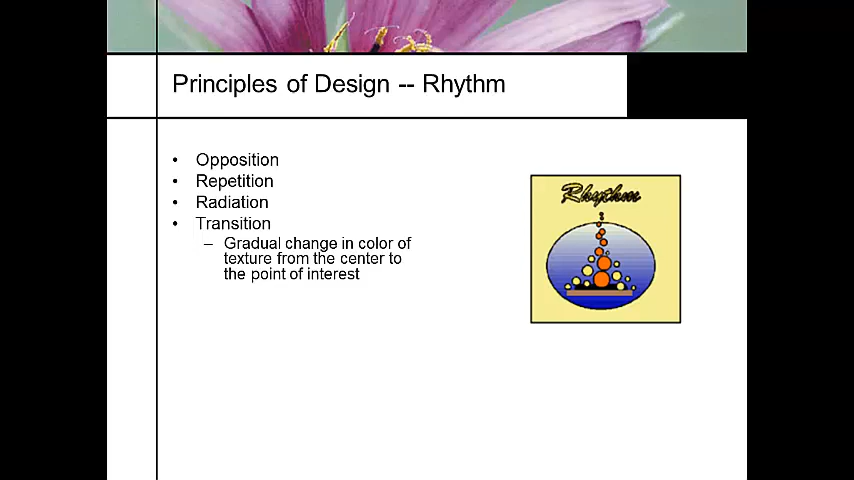 Principles of Design -- Rhythm
• Opposition
• Repetition
• Radiation
• Transition
– Gradual change in color of
texture from the center to
the point of interest
Rhythm